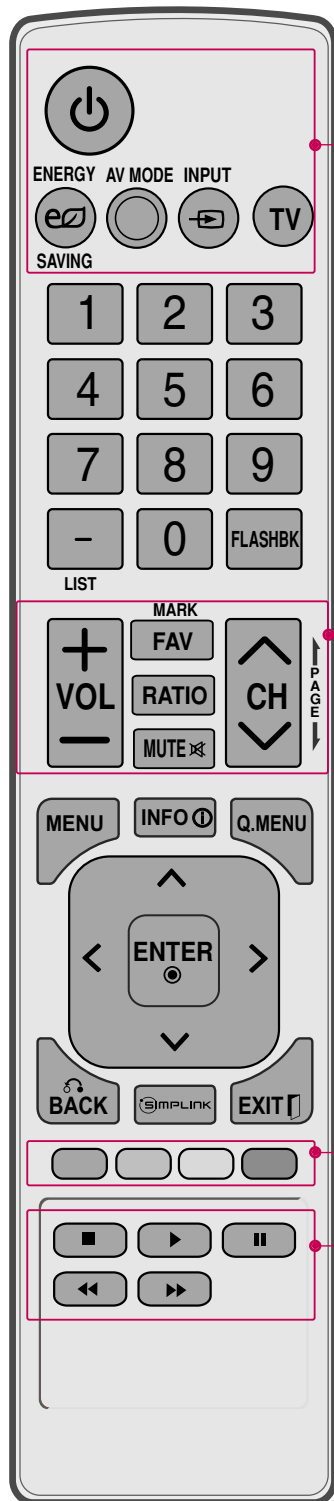 ENERGY AV MODE INPUT
eco TV
SAVING
1 2 3
4 5 6
7 8 9
- 0 FLASHBK
LIST
MARK
FAV
VOL RATIO CH PAGE
MUTE
MENU INFO i Q.MENU
ENTER
BACK SIMPLINK EXIT